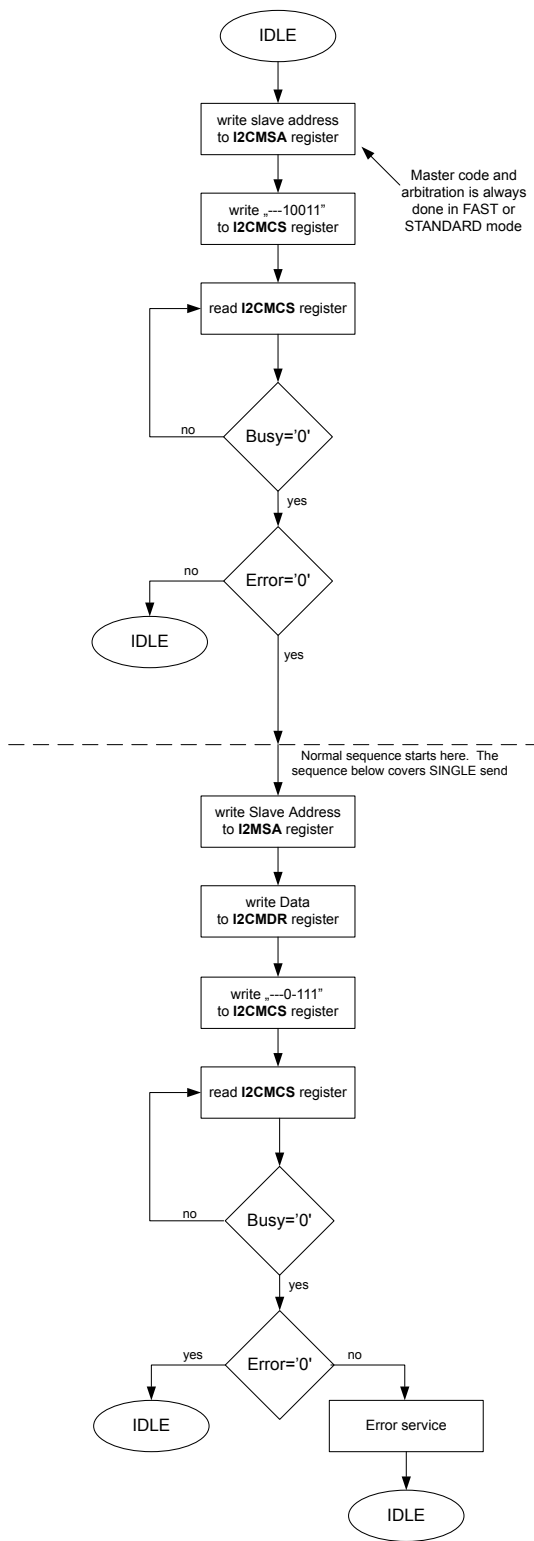 IDLE
write slave address
to I2CMSA register
Master code and
arbitration is always
done in FAST or
STANDARD mode
write „---10011”
to I2CMCS register
read I2CMCS register
no
Busy='0'
yes
no
Error='0'
IDLE
yes
Normal sequence starts here. The
sequence below covers SINGLE send
write Slave Address
to I2MSA register
write Data
to I2CMDR register
write „---0-111”
to I2CMCS register
read I2CMCS register
no
Busy='0'
yes
yes
Error='0'
no
IDLE
Error service
IDLE